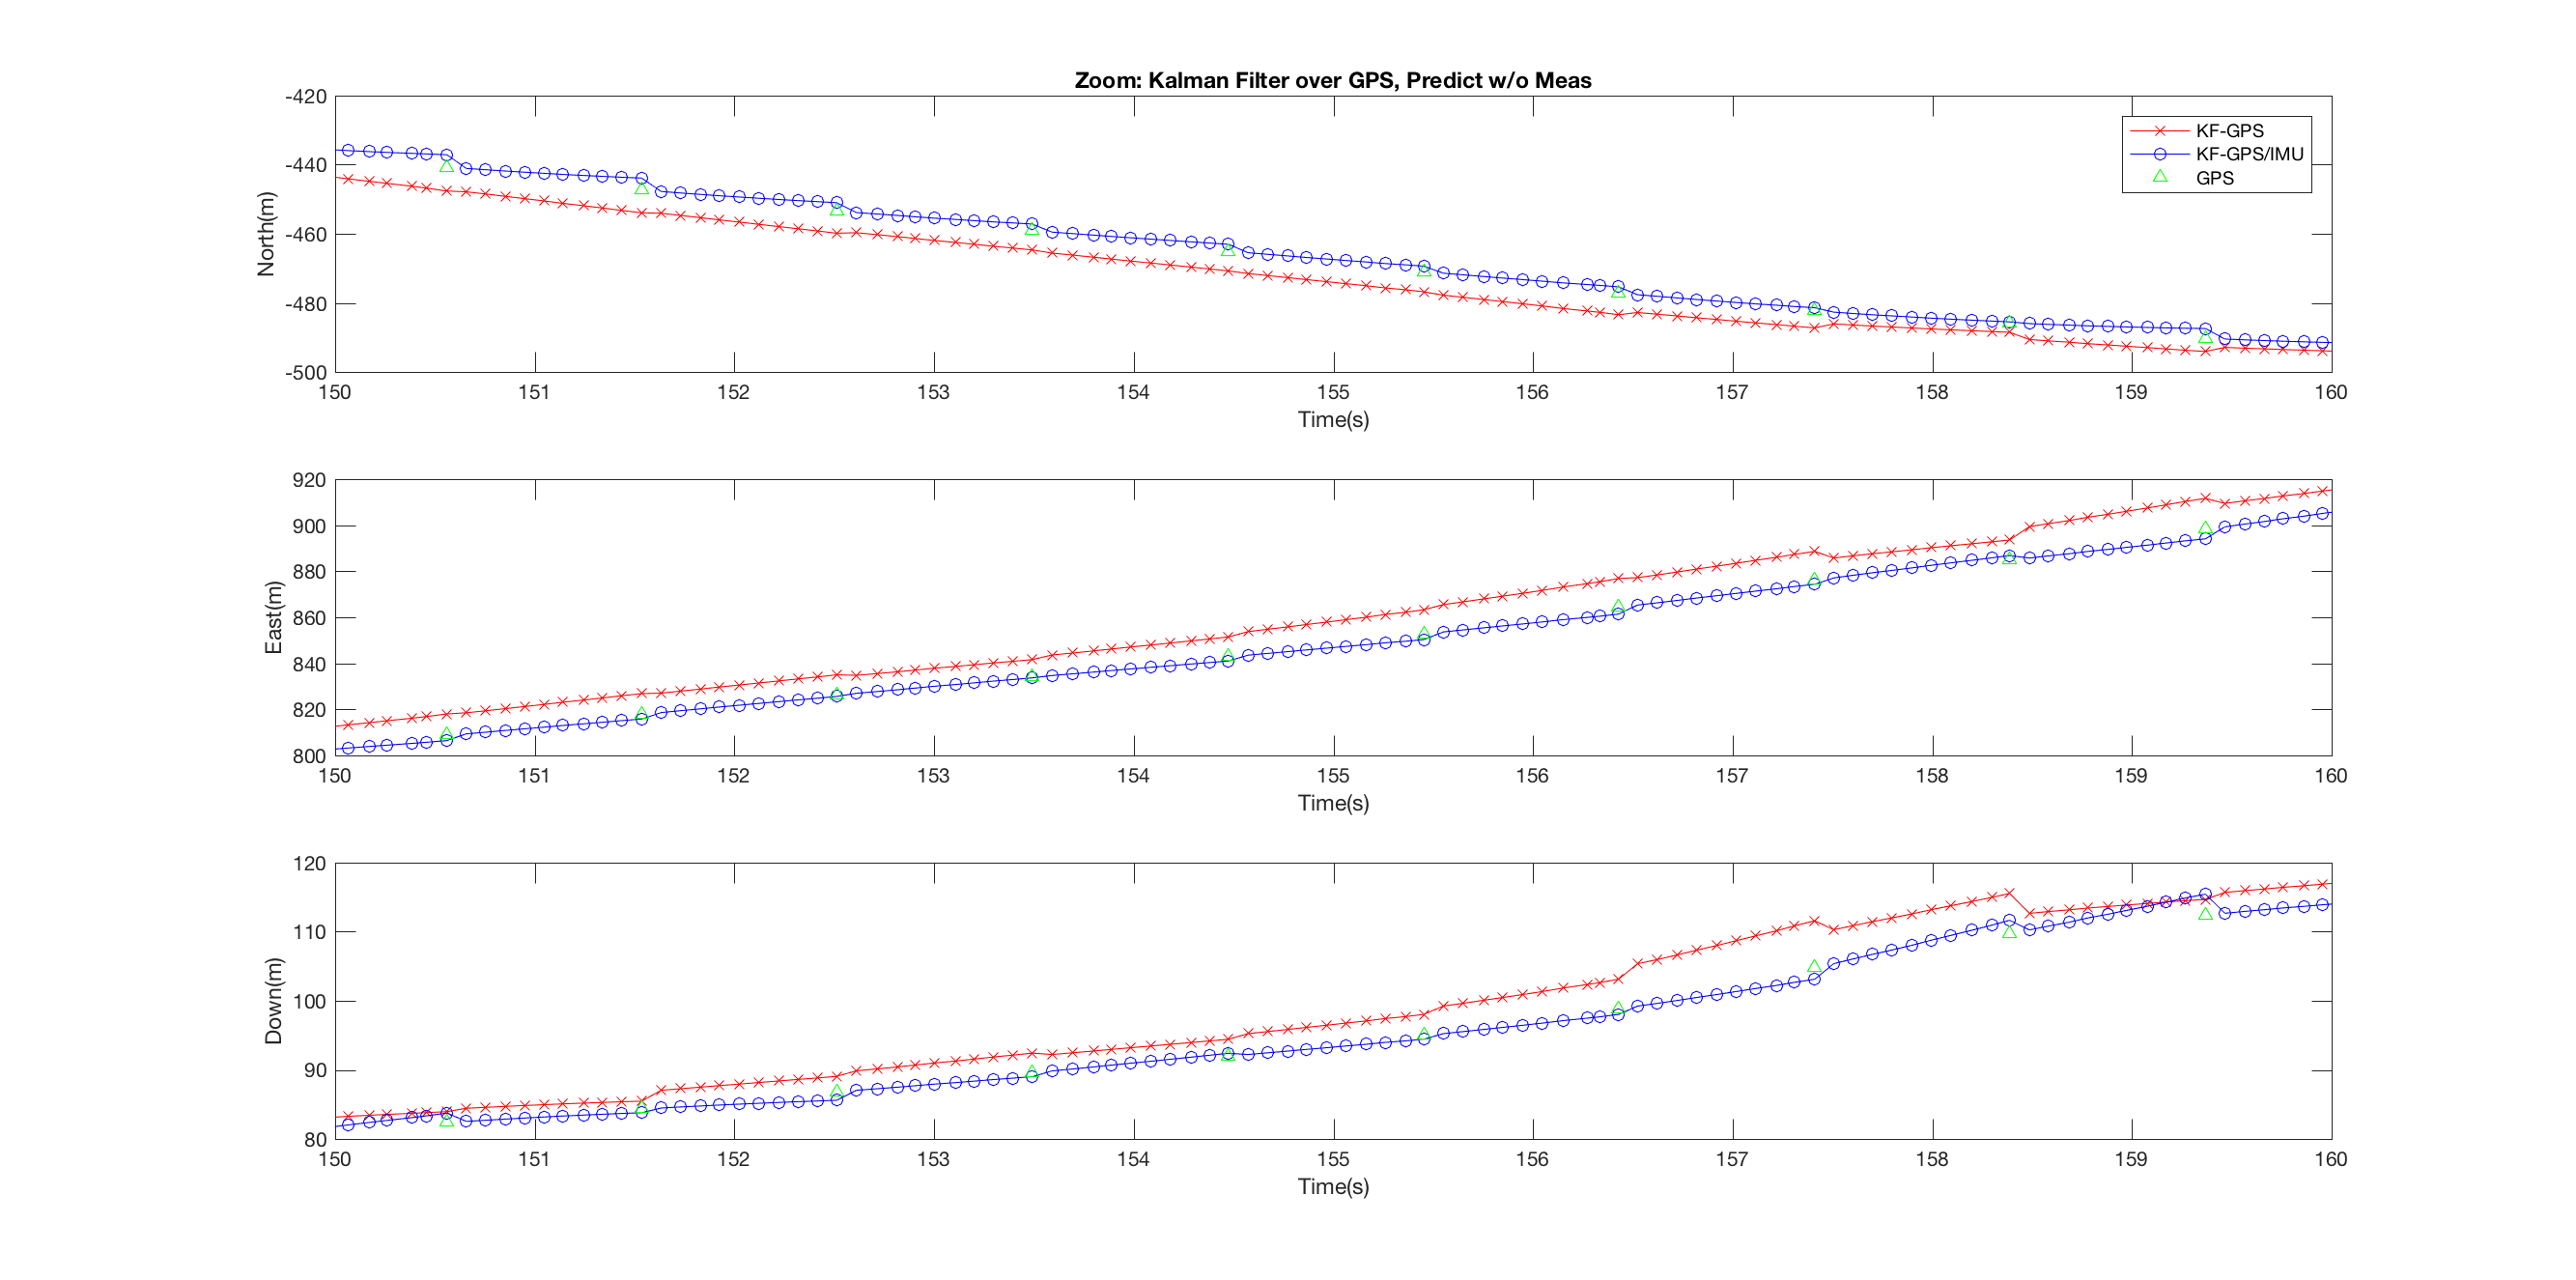 Zoom: Kalman Filter over GPS, Predict w/o Meas
-420
-440
-460
-480
-500
North(m)
KF-GPS
KF-GPS/IMU
GPS
150 151 152 153 154 155 156 157 158 159 160
Time(s)
920
900
880
860
840
820
800
East(m)
150 151 152 153 154 155 156 157 158 159 160
Time(s)
120
110
100
90
80
Down(m)
150 151 152 153 154 155 156 157 158 159 160
Time(s)